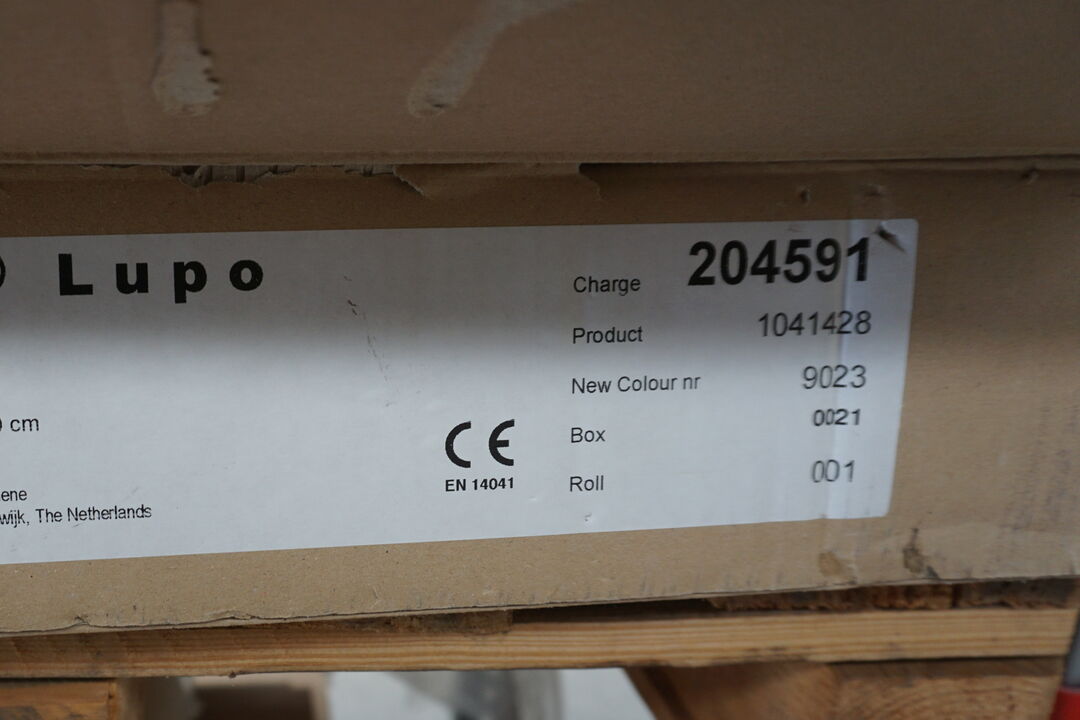 Lupo
cm
ene
wijk, The Netherlands
CE
EN 14041
Charge 204591
Product 1041428
New Colour nr 9023
Box 0021
Roll 001